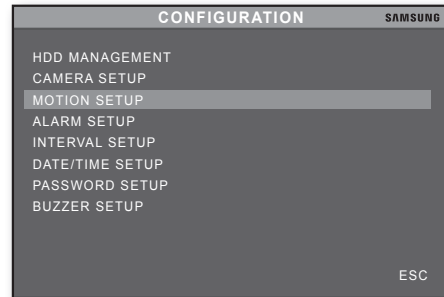 CONFIGURATION SAMSUNG
HDD MANAGEMENT
CAMERA SETUP
MOTION SETUP
ALARM SETUP
INTERVAL SETUP
DATE/TIME SETUP
PASSWORD SETUP
BUZZER SETUP
ESC